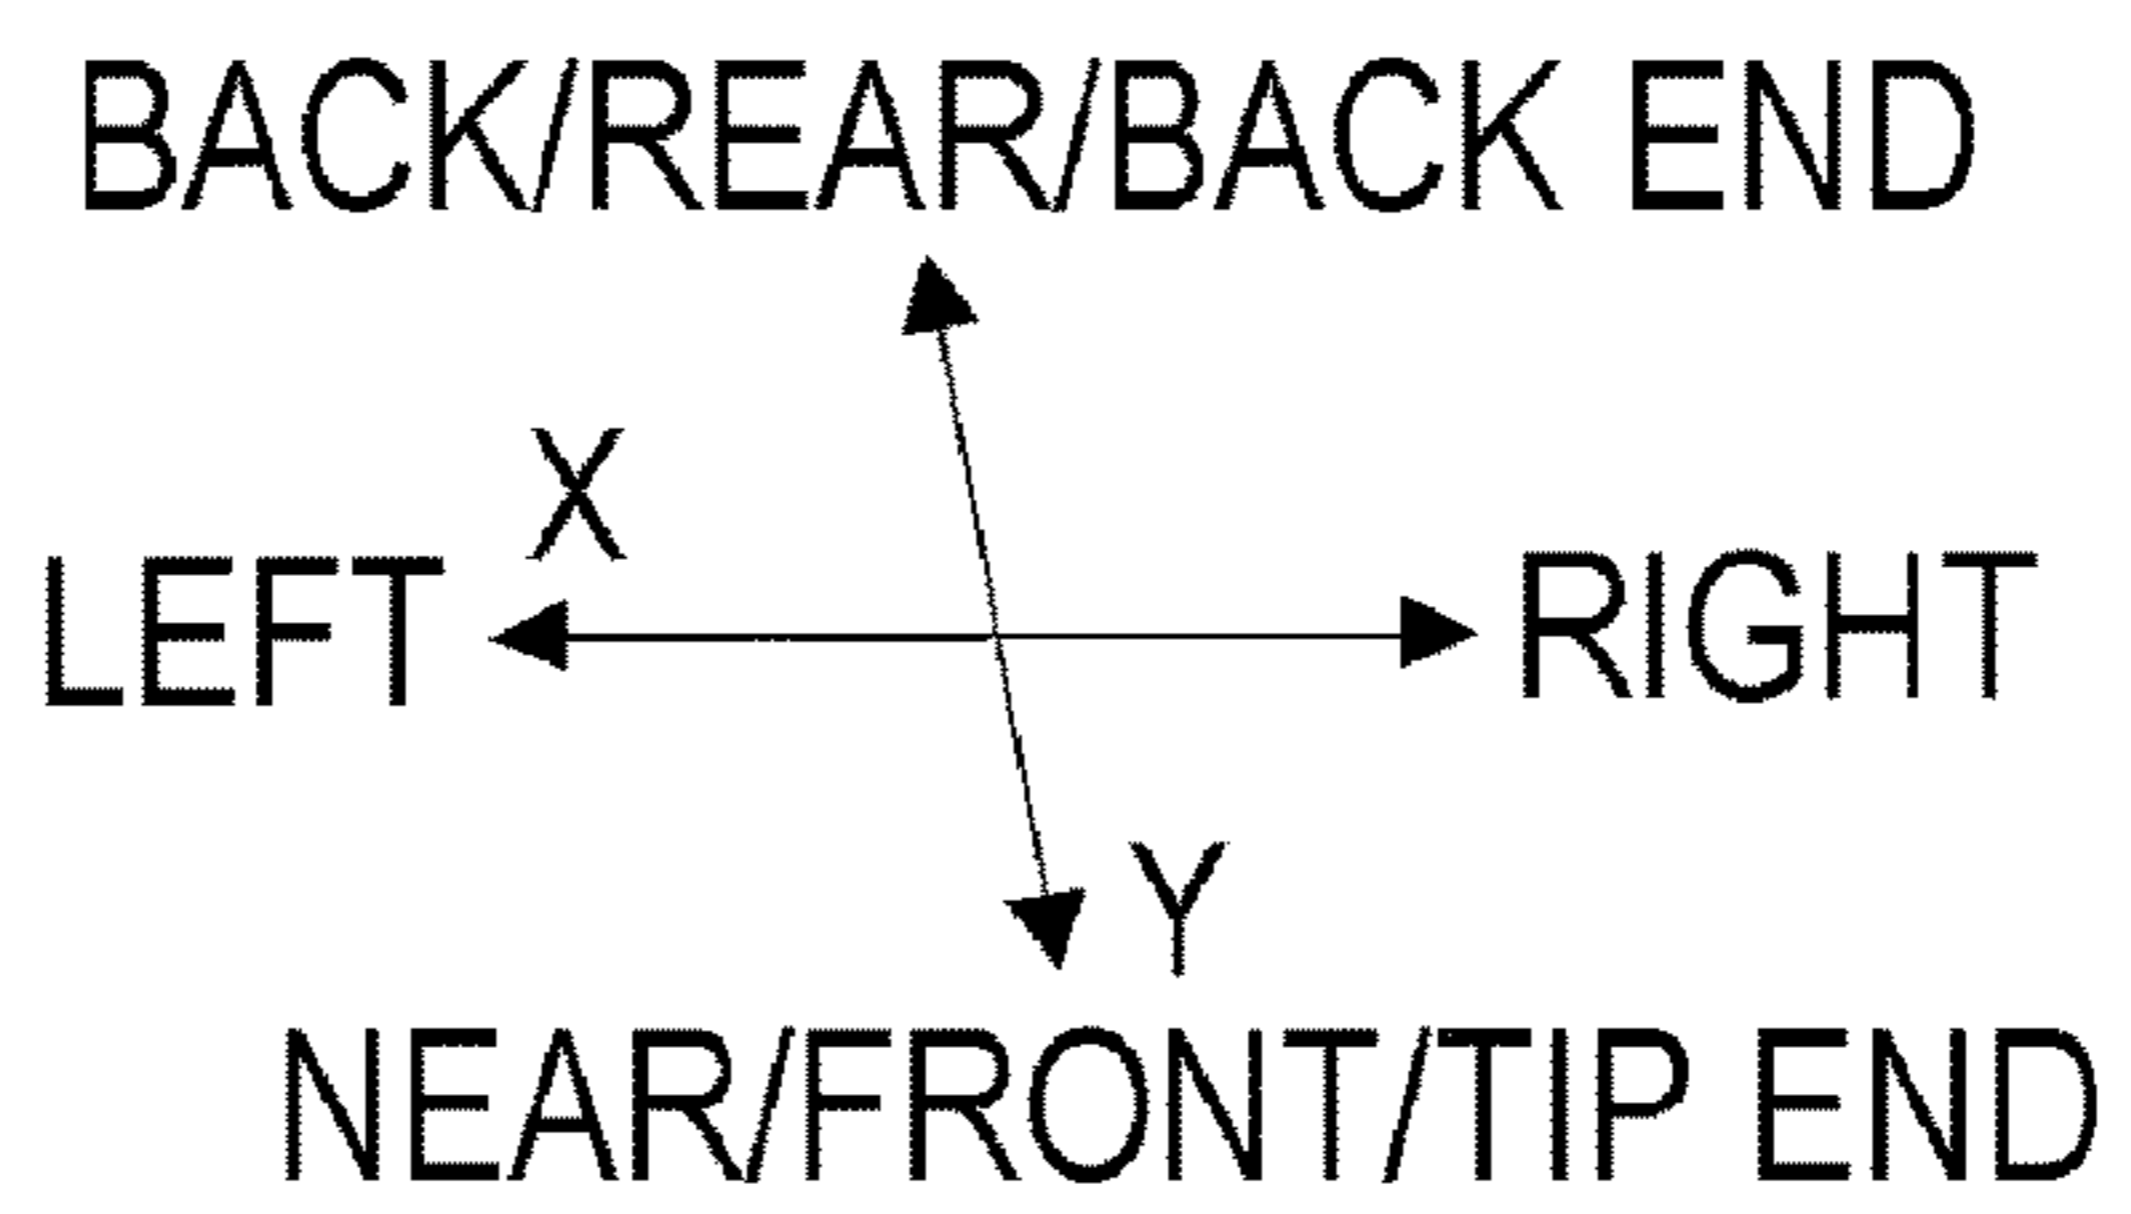 BACK/REAR/BACK END
X
LEFT
RIGHT
Y
NEAR/FRONT/TIP END